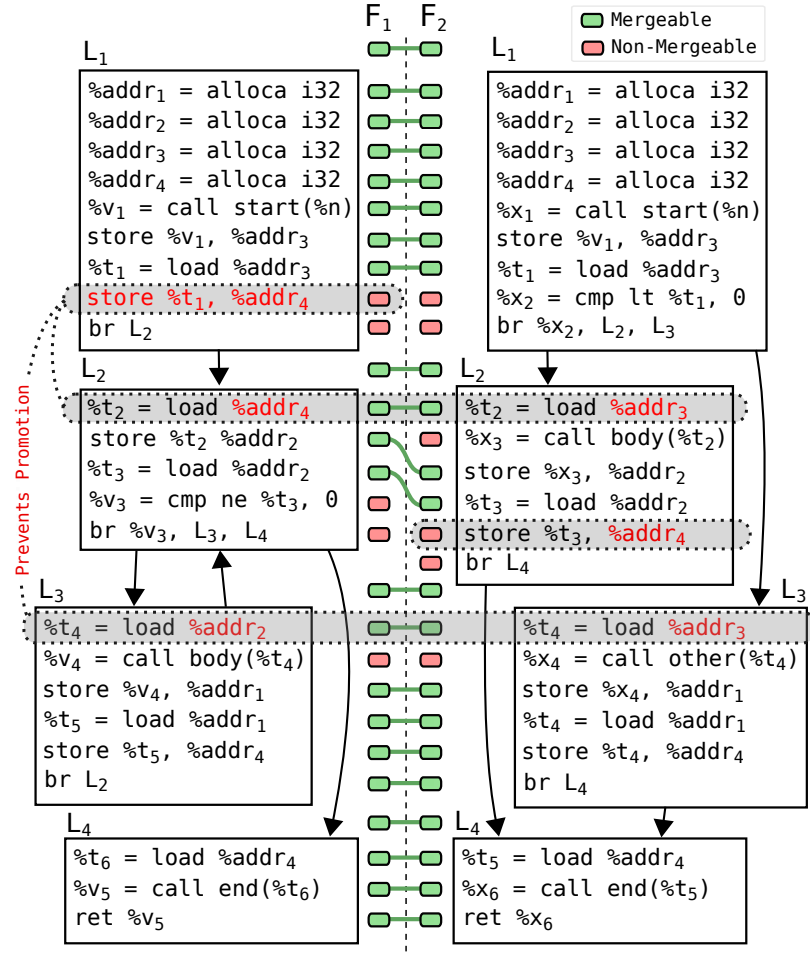 F₁ F₂
Mergeable
Non-Mergeable
L₁
%addr₁ = alloca i32
%addr₂ = alloca i32
%addr₃ = alloca i32
%addr₄ = alloca i32
%v₁ = call start(%n)
store %v₁, %addr₃
%t₁ = load %addr₃
store %t₁, %addr₄
br L₂
L₂
%t₂ = load %addr₄
store %t₂ %addr₂
%t₃ = load %addr₂
%v₃ = cmp ne %t₃, 0
br %v₃, L₃, L₄
L₃
%t₄ = load %addr₂
%v₄ = call body(%t₄)
store %v₄, %addr₁
%t₅ = load %addr₁
store %t₅, %addr₄
br L₂
L₄
%t₆ = load %addr₄
%v₅ = call end(%t₆)
ret %v₅
Prevents Promotion
L₁
%addr₁ = alloca i32
%addr₂ = alloca i32
%addr₃ = alloca i32
%addr₄ = alloca i32
%x₁ = call start(%n)
store %v₁, %addr₃
%t₁ = load %addr₃
%x₂ = cmp lt %t₁, 0
br %x₂, L₂, L₃
L₂
%t₂ = load %addr₃
%x₃ = call body(%t₂)
store %x₃, %addr₂
%t₃ = load %addr₂
store %t₃, %addr₄
br L₄
L₃
%t₄ = load %addr₃
%x₄ = call other(%t₄)
store %x₄, %addr₁
%t₄ = load %addr₁
store %t₄, %addr₄
br L₄
L₄
%t₅ = load %addr₄
%x₆ = call end(%t₅)
ret %x₆